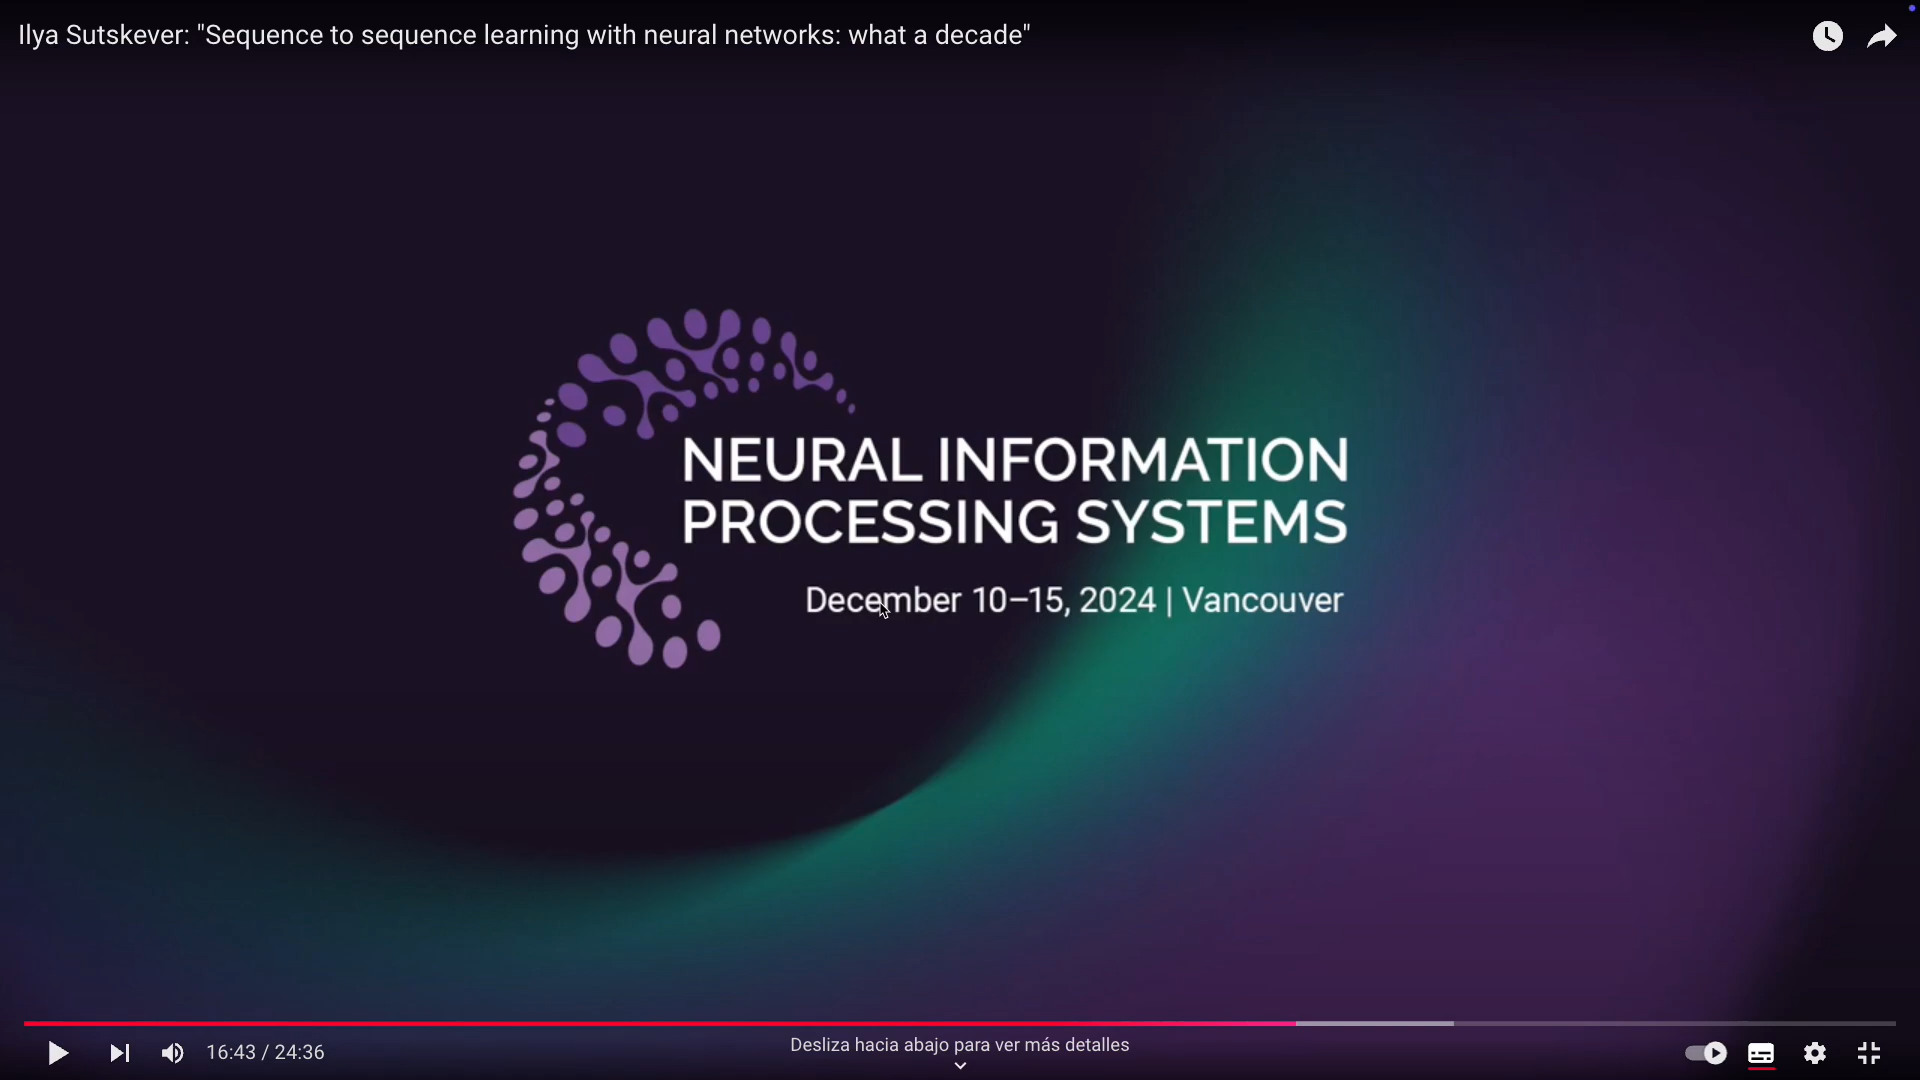 Ilya Sutskever: "Sequence to sequence learning with neural networks: what a decade"
NEURAL INFORMATION
PROCESSING SYSTEMS
December 10–15, 2024 | Vancouver
16:43 / 24:36
Desliza hacia abajo para ver más detalles